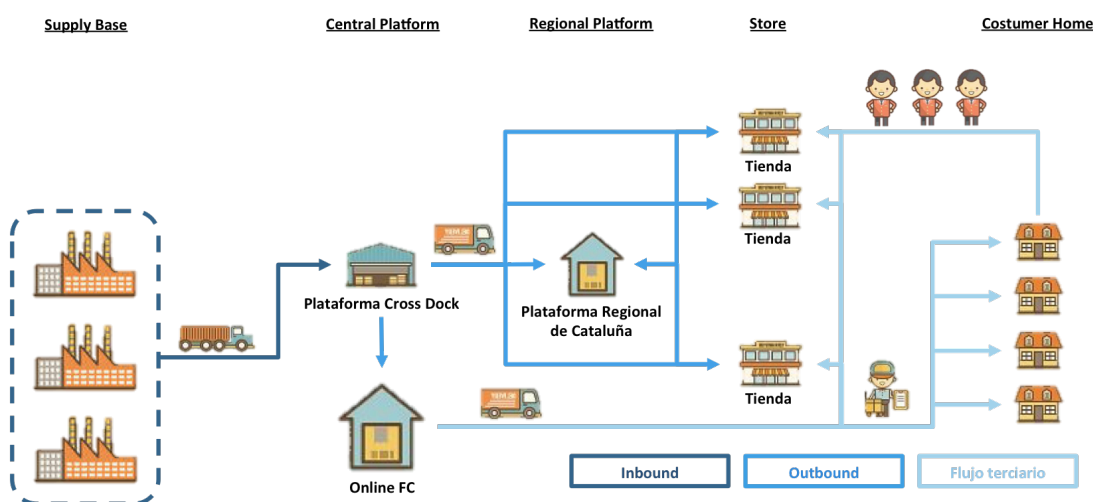 Supply Base
Central Platform
Regional Platform
Store
Costumer Home
Tienda
Tienda
Plataforma Cross Dock
Plataforma Regional
de Cataluña
Tienda
Online FC
Inbound
Outbound
Flujo terciario